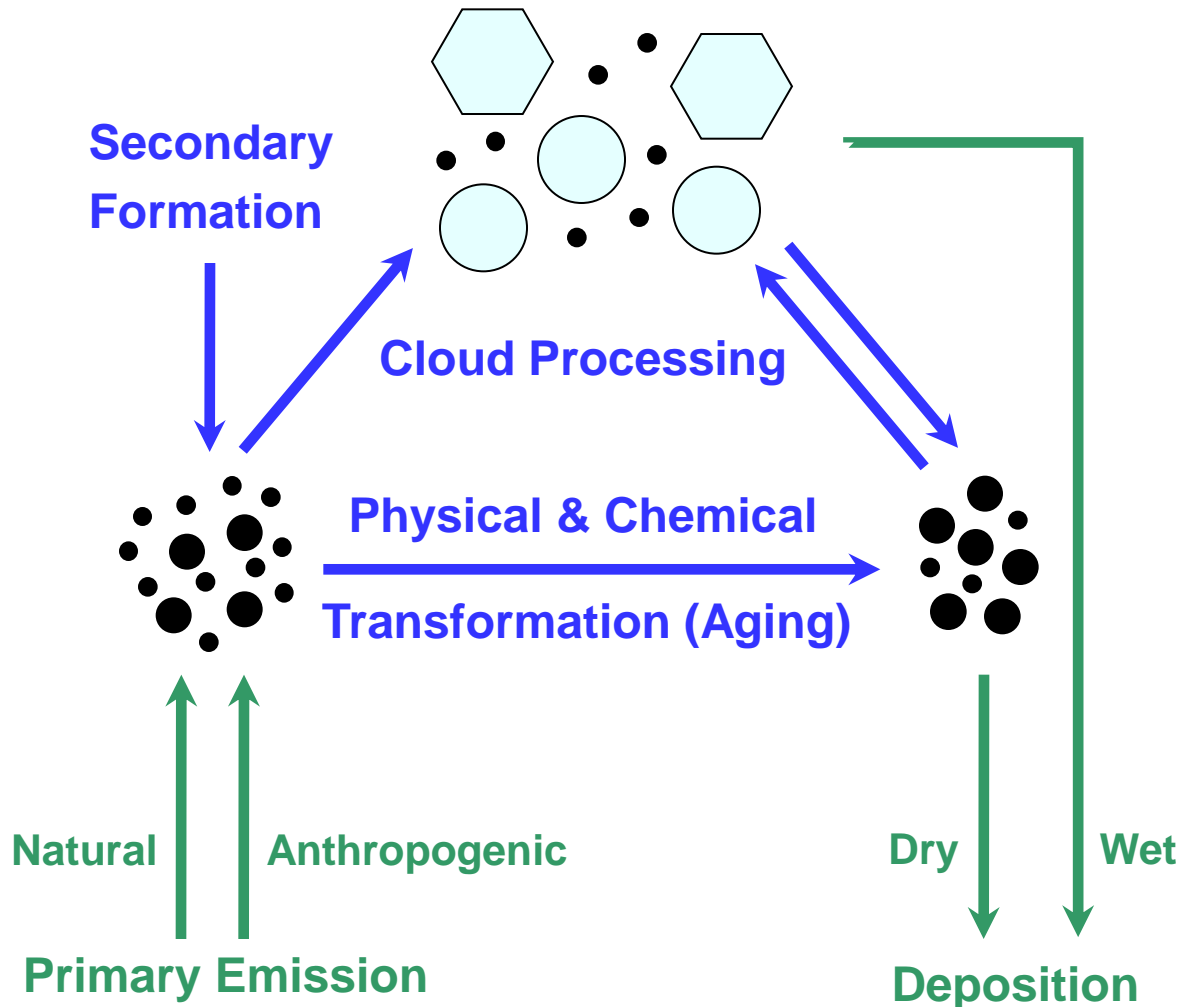 Secondary
Formation
Cloud Processing
Physical & Chemical
Transformation (Aging)
Natural
Anthropogenic
Dry
Wet
Primary Emission
Deposition